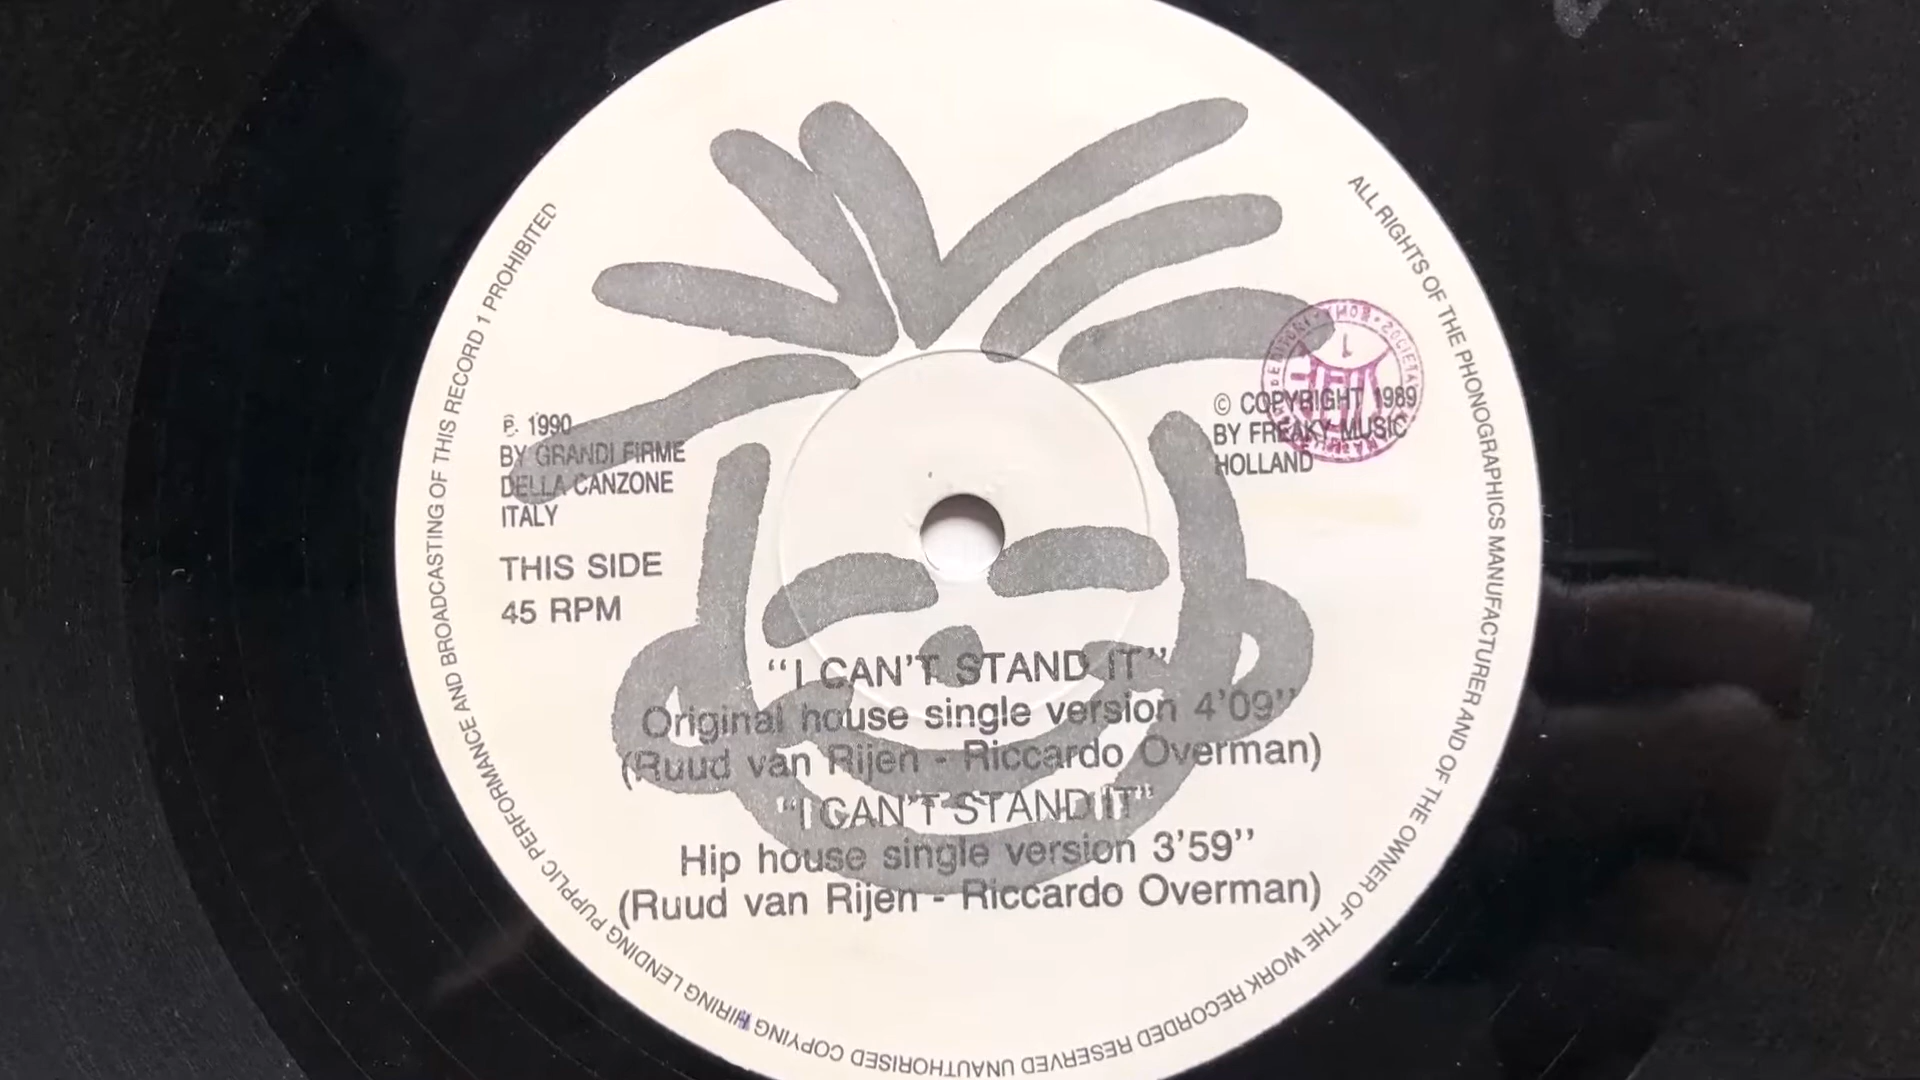 ALL RIGHTS OF THE PHONOGRAPHICS MANUFACTURER AND OF THE OWNER OF THE WORK RECORDED RESERVED UNAUTHORISED COPYING HIRING LENDING PUPPLIC PERFORMANCE AND BROADCASTING OF THIS RECORD 1 PROHIBITED
℗. 1990
BY GRANDI FIRME
DELLA CANZONE
ITALY
THIS SIDE
45 RPM
© COPYRIGHT 1989
BY FREAKY MUSIC
HOLLAND
"I CAN'T STAND IT"
Original house single version 4'09''
(Ruud van Rijen - Riccardo Overman)
"I CAN'T STAND IT"
Hip house single version 3'59''
(Ruud van Rijen - Riccardo Overman)